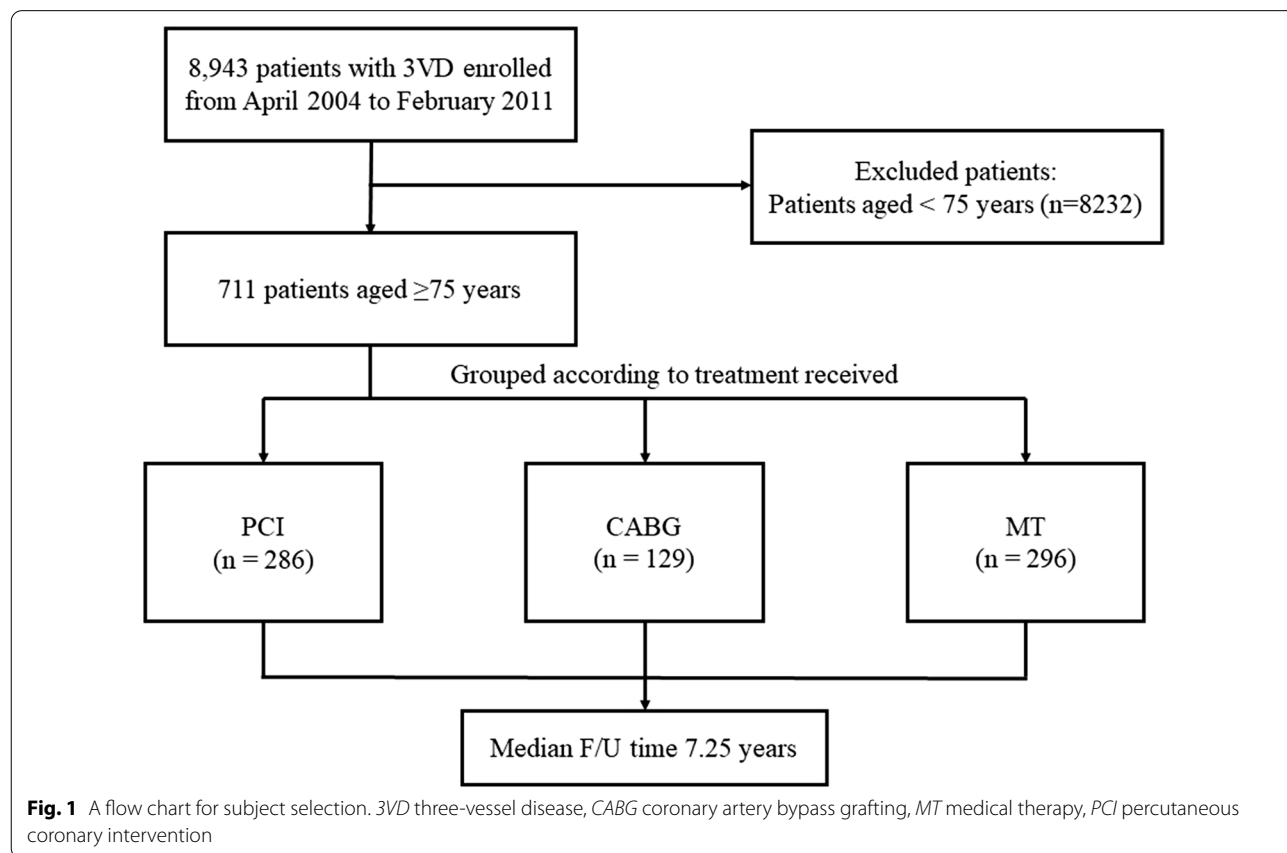 8,943 patients with 3VD enrolled
from April 2004 to February 2011
Excluded patients:
Patients aged < 75 years (n=8232)
711 patients aged ≥75 years
Grouped according to treatment received
PCI
(n = 286)
CABG
(n = 129)
MT
(n = 296)
Median F/U time 7.25 years
Fig. 1 A flow chart for subject selection. 3VD three-vessel disease, CABG coronary artery bypass grafting, MT medical therapy, PCI percutaneous
coronary intervention